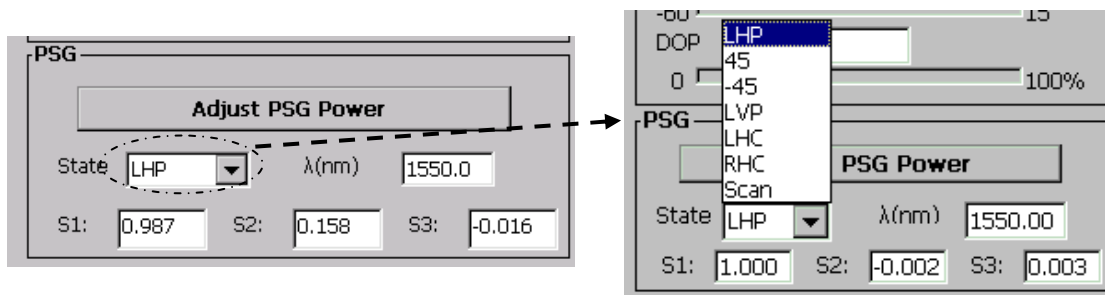 PSG
Adjust PSG Power
State LHP λ(nm) 1550.0
S1: 0.987 S2: 0.158 S3: -0.016
-60 15
DOP
0 100%
LHP
45
-45
LVP
LHC
RHC
Scan
PSG
PSG Power
State LHP λ(nm) 1550.00
S1: 1.000 S2: -0.002 S3: 0.003